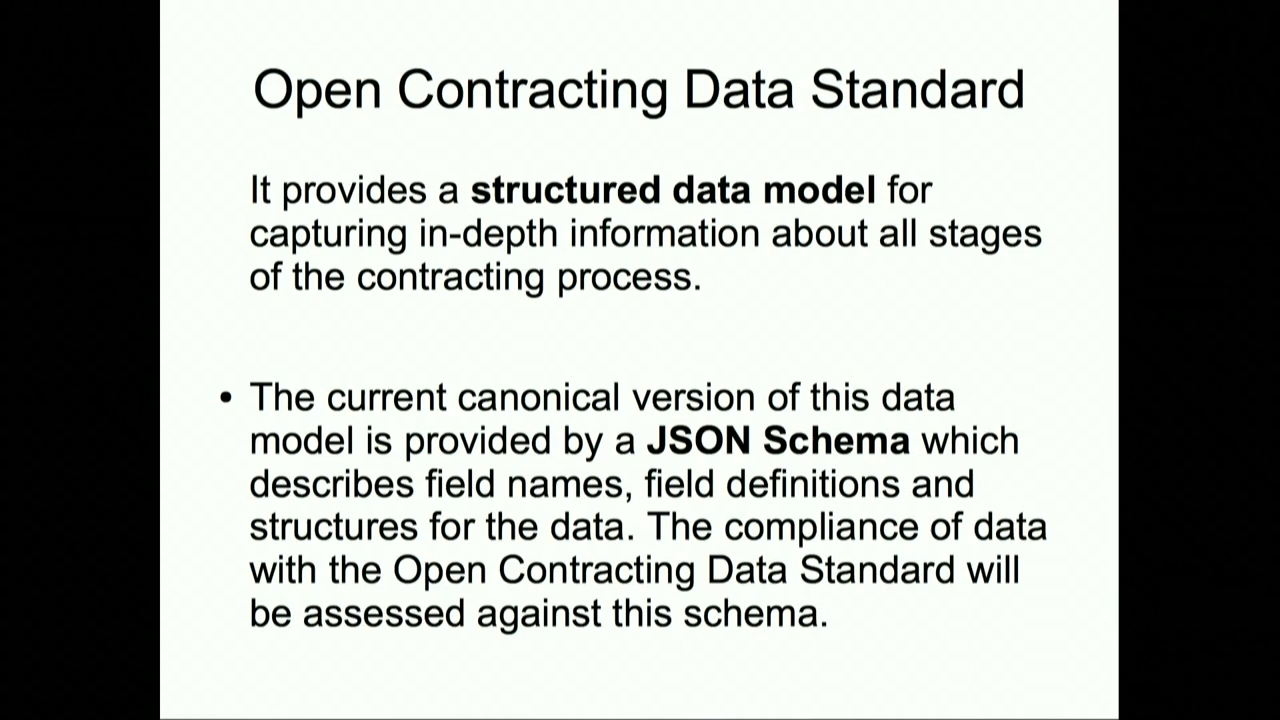 Open Contracting Data Standard
It provides a structured data model for
capturing in-depth information about all stages
of the contracting process.
• The current canonical version of this data
model is provided by a JSON Schema which
describes field names, field definitions and
structures for the data. The compliance of data
with the Open Contracting Data Standard will
be assessed against this schema.